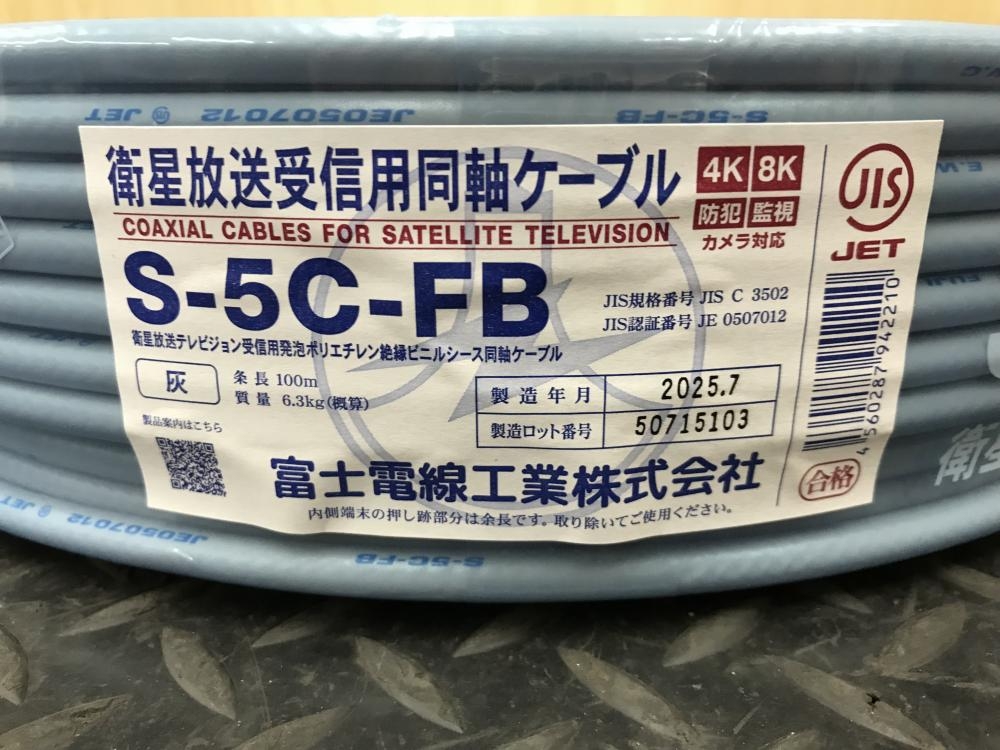 JET JE0507012 S-5C-FB
衛星放送受信用同軸ケーブル
COAXIAL CABLES FOR SATELLITE TELEVISION
4K 8K
防犯 監視
カメラ対応
JIS
JET
S-5C-FB
JIS規格番号 JIS C 3502
JIS認証番号 JE 0507012
衛星放送テレビジョン受信用発泡ポリエチレン絶縁ビニルシース同軸ケーブル
灰
条長 100m
質量 6.3kg(概算)
製造年月 2025.7
製造ロット番号 50715103
製品案内はこちら
富士電線工業株式会社
内側端末の押し跡部分は余長です。取り除いてご使用ください。
合格
4560287942210
JE0507012
S-5C-FB